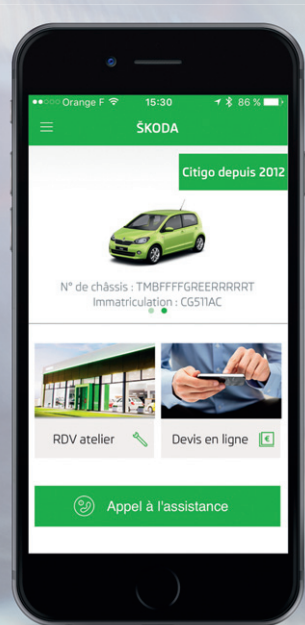 Orange F 15:30 86 %
ŠKODA
Citigo depuis 2012
N° de châssis : TMBFFFFGREERRRRRT
Immatriculation : CG511AC
RDV atelier
Devis en ligne €
Appel à l'assistance